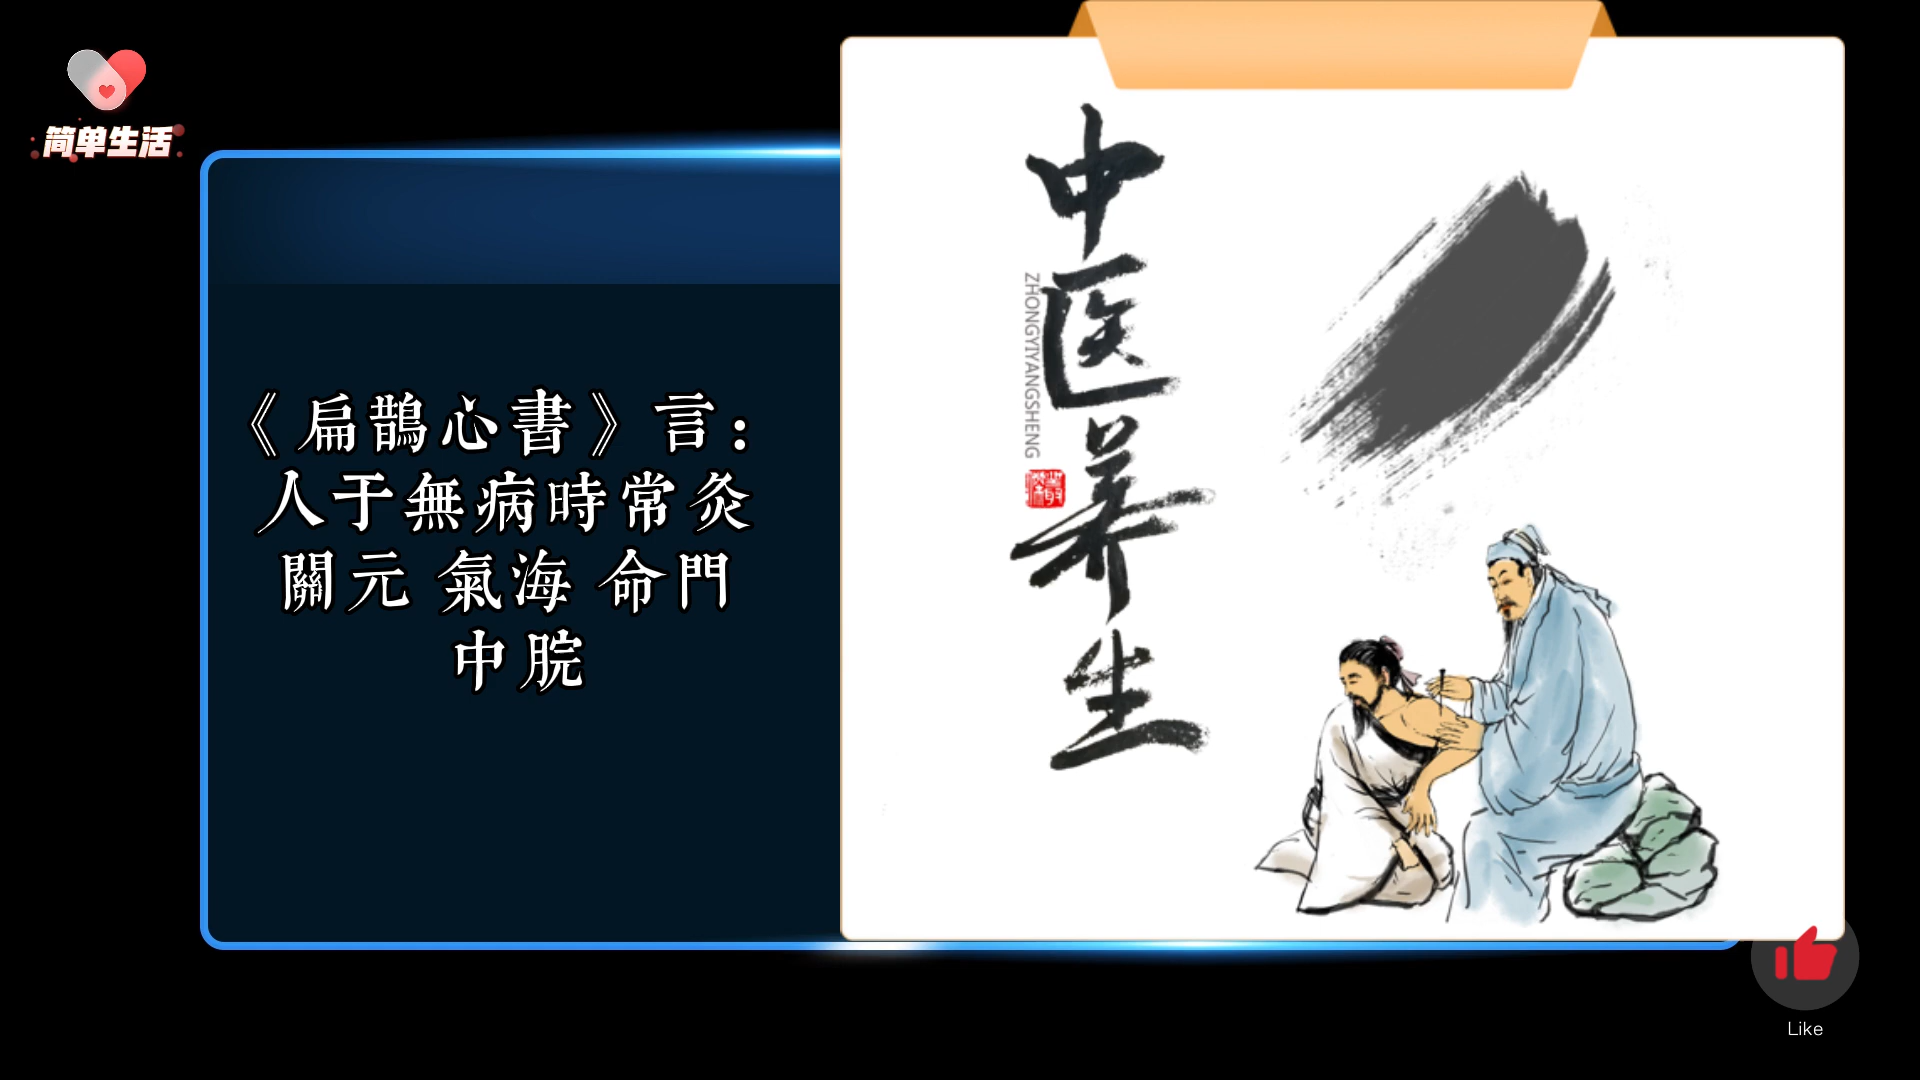 简单生活
《扁鵲心書》言：
人于無病時常灸
關元 氣海 命門
中脘
中医养生
ZHONGYIYANGSHENG
Like